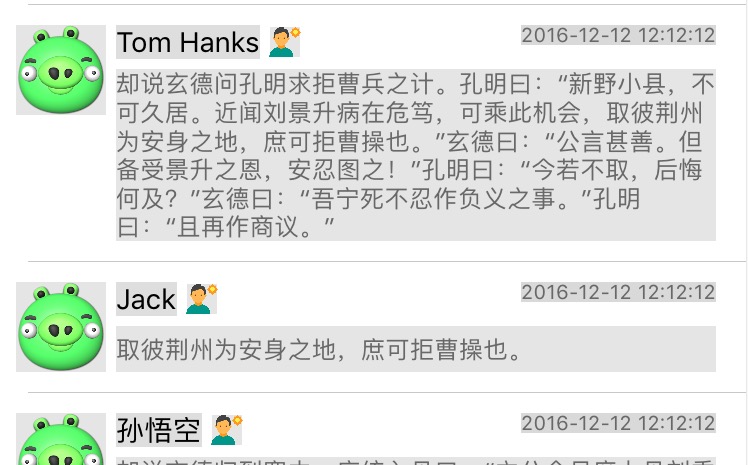 Tom Hanks 2016-12-12 12:12:12
却说玄德问孔明求拒曹兵之计。孔明曰：“新野小县，不
可久居。近闻刘景升病在危笃，可乘此机会，取彼荆州
为安身之地，庶可拒曹操也。”玄德曰：“公言甚善。但
备受景升之恩，安忍图之！”孔明曰：“今若不取，后悔
何及？”玄德曰：“吾宁死不忍作负义之事。”孔明
曰：“且再作商议。”
Jack 2016-12-12 12:12:12
取彼荆州为安身之地，庶可拒曹操也。
孙悟空 2016-12-12 12:12:12